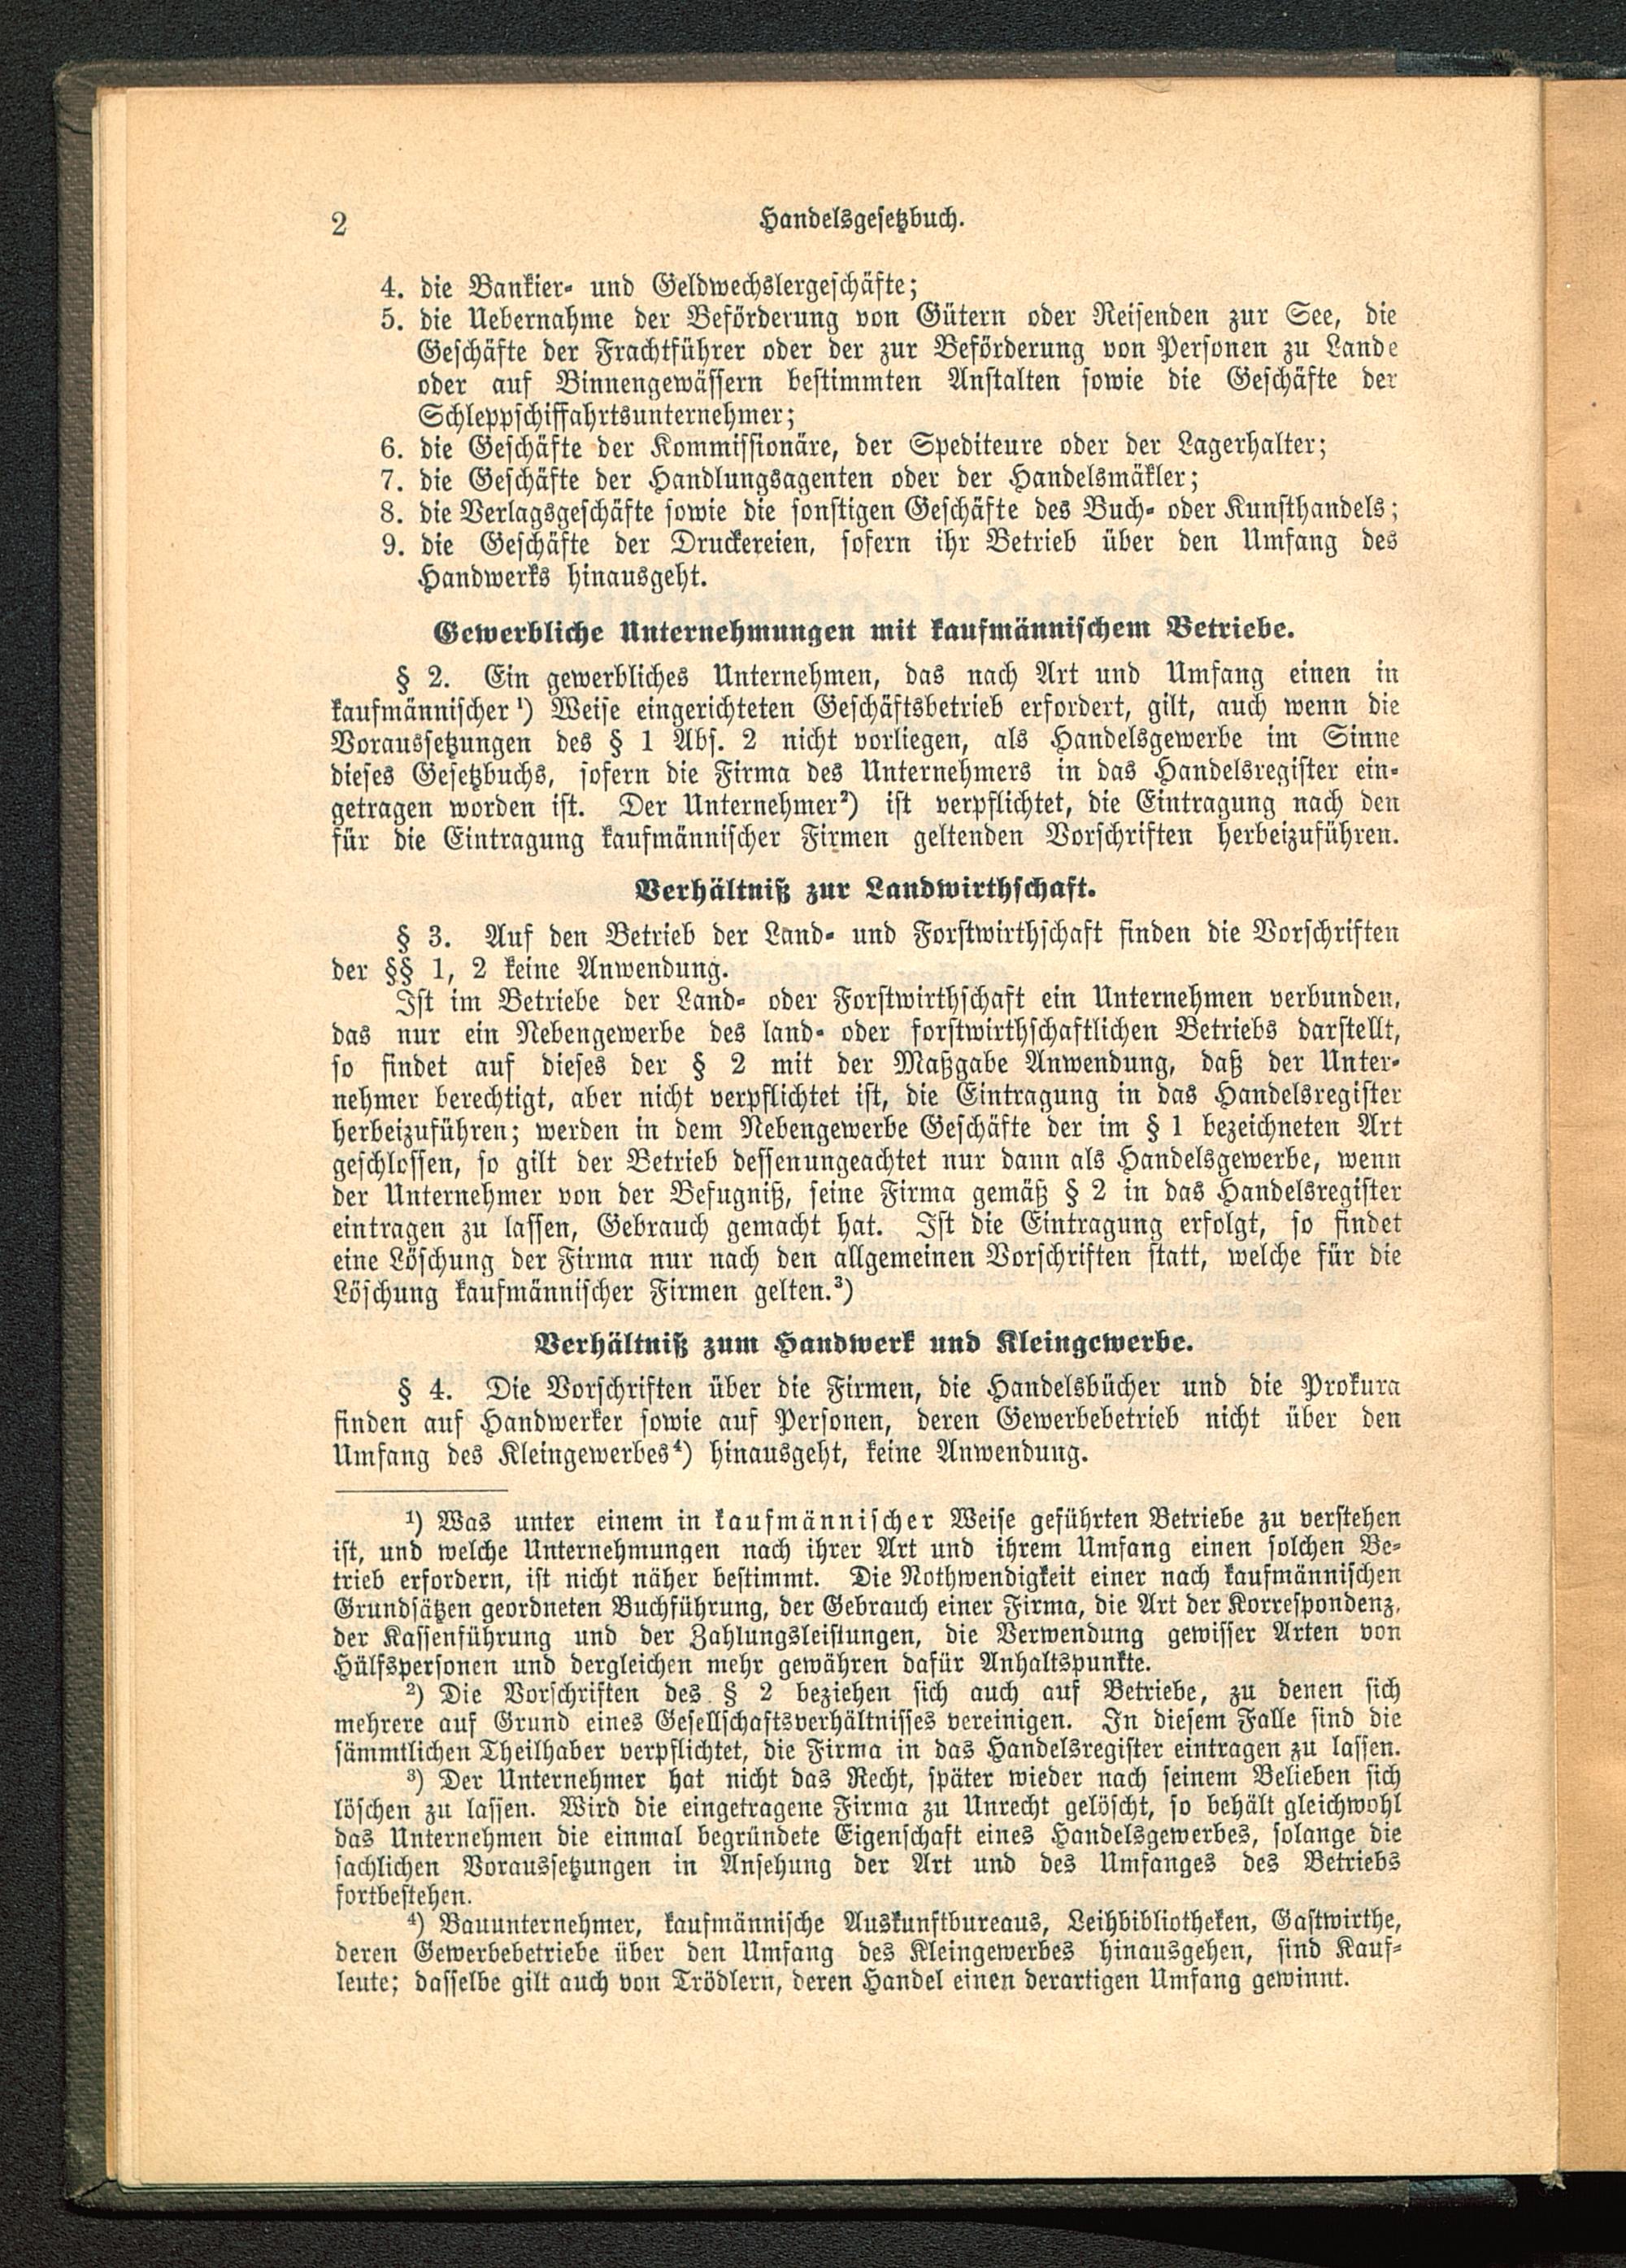 2
Handelsgesetzbuch.
4. die Bankier- und Geldwechslergeschäfte;
5. die Uebernahme der Beförderung von Gütern oder Reisenden zur See, die
Geschäfte der Frachtführer oder der zur Beförderung von Personen zu Lande
oder auf Binnengewässern bestimmten Anstalten sowie die Geschäfte der
Schleppschiffahrtsunternehmer;
6. die Geschäfte der Kommissionäre, der Spediteure oder der Lagerhalter;
7. die Geschäfte der Handlungsagenten oder der Handelsmäkler;
8. die Verlagsgeschäfte sowie die sonstigen Geschäfte des Buch- oder Kunsthandels;
9. die Geschäfte der Druckereien, sofern ihr Betrieb über den Umfang des
Handwerks hinausgeht.
Gewerbliche Unternehmungen mit kaufmännischem Betriebe.
§ 2. Ein gewerbliches Unternehmen, das nach Art und Umfang einen in
kaufmännischer¹) Weise eingerichteten Geschäftsbetrieb erfordert, gilt, auch wenn die
Voraussetzungen des § 1 Abs. 2 nicht vorliegen, als Handelsgewerbe im Sinne
dieses Gesetzbuchs, sofern die Firma des Unternehmers in das Handelsregister ein-
getragen worden ist. Der Unternehmer²) ist verpflichtet, die Eintragung nach den
für die Eintragung kaufmännischer Firmen geltenden Vorschriften herbeizuführen.
Verhältniß zur Landwirthschaft.
§ 3. Auf den Betrieb der Land- und Forstwirthschaft finden die Vorschriften
der §§ 1, 2 keine Anwendung.
Ist im Betriebe der Land- oder Forstwirthschaft ein Unternehmen verbunden,
das nur ein Nebengewerbe des land- oder forstwirthschaftlichen Betriebs darstellt,
so findet auf dieses der § 2 mit der Maßgabe Anwendung, daß der Unter-
nehmer berechtigt, aber nicht verpflichtet ist, die Eintragung in das Handelsregister
herbeizuführen; werden in dem Nebengewerbe Geschäfte der im § 1 bezeichneten Art
geschlossen, so gilt der Betrieb dessenungeachtet nur dann als Handelsgewerbe, wenn
der Unternehmer von der Befugniß, seine Firma gemäß § 2 in das Handelsregister
eintragen zu lassen, Gebrauch gemacht hat. Ist die Eintragung erfolgt, so findet
eine Löschung der Firma nur nach den allgemeinen Vorschriften statt, welche für die
Löschung kaufmännischer Firmen gelten.³)
Verhältniß zum Handwerk und Kleingewerbe.
§ 4. Die Vorschriften über die Firmen, die Handelsbücher und die Prokura
finden auf Handwerker sowie auf Personen, deren Gewerbebetrieb nicht über den
Umfang des Kleingewerbes⁴) hinausgeht, keine Anwendung.
¹) Was unter einem in kaufmännischer Weise geführten Betriebe zu verstehen
ist, und welche Unternehmungen nach ihrer Art und ihrem Umfang einen solchen Be-
trieb erfordern, ist nicht näher bestimmt. Die Nothwendigkeit einer nach kaufmännischen
Grundsätzen geordneten Buchführung, der Gebrauch einer Firma, die Art der Korrespondenz,
der Kassenführung und der Zahlungsleistungen, die Verwendung gewisser Arten von
Hülfspersonen und dergleichen mehr gewähren dafür Anhaltspunkte.
²) Die Vorschriften des § 2 beziehen sich auch auf Betriebe, zu denen sich
mehrere auf Grund eines Gesellschaftsverhältnisses vereinigen. In diesem Falle sind die
sämmtlichen Theilhaber verpflichtet, die Firma in das Handelsregister eintragen zu lassen.
³) Der Unternehmer hat nicht das Recht, später wieder nach seinem Belieben sich
löschen zu lassen. Wird die eingetragene Firma zu Unrecht gelöscht, so behält gleichwohl
das Unternehmen die einmal begründete Eigenschaft eines Handelsgewerbes, solange die
sachlichen Voraussetzungen in Ansehung der Art und des Umfanges des Betriebs
fortbestehen.
⁴) Bauunternehmer, kaufmännische Auskunftbureaus, Leihbibliotheken, Gastwirthe,
deren Gewerbebetriebe über den Umfang des Kleingewerbes hinausgehen, sind Kauf-
leute; dasselbe gilt auch von Trödlern, deren Handel einen derartigen Umfang gewinnt.